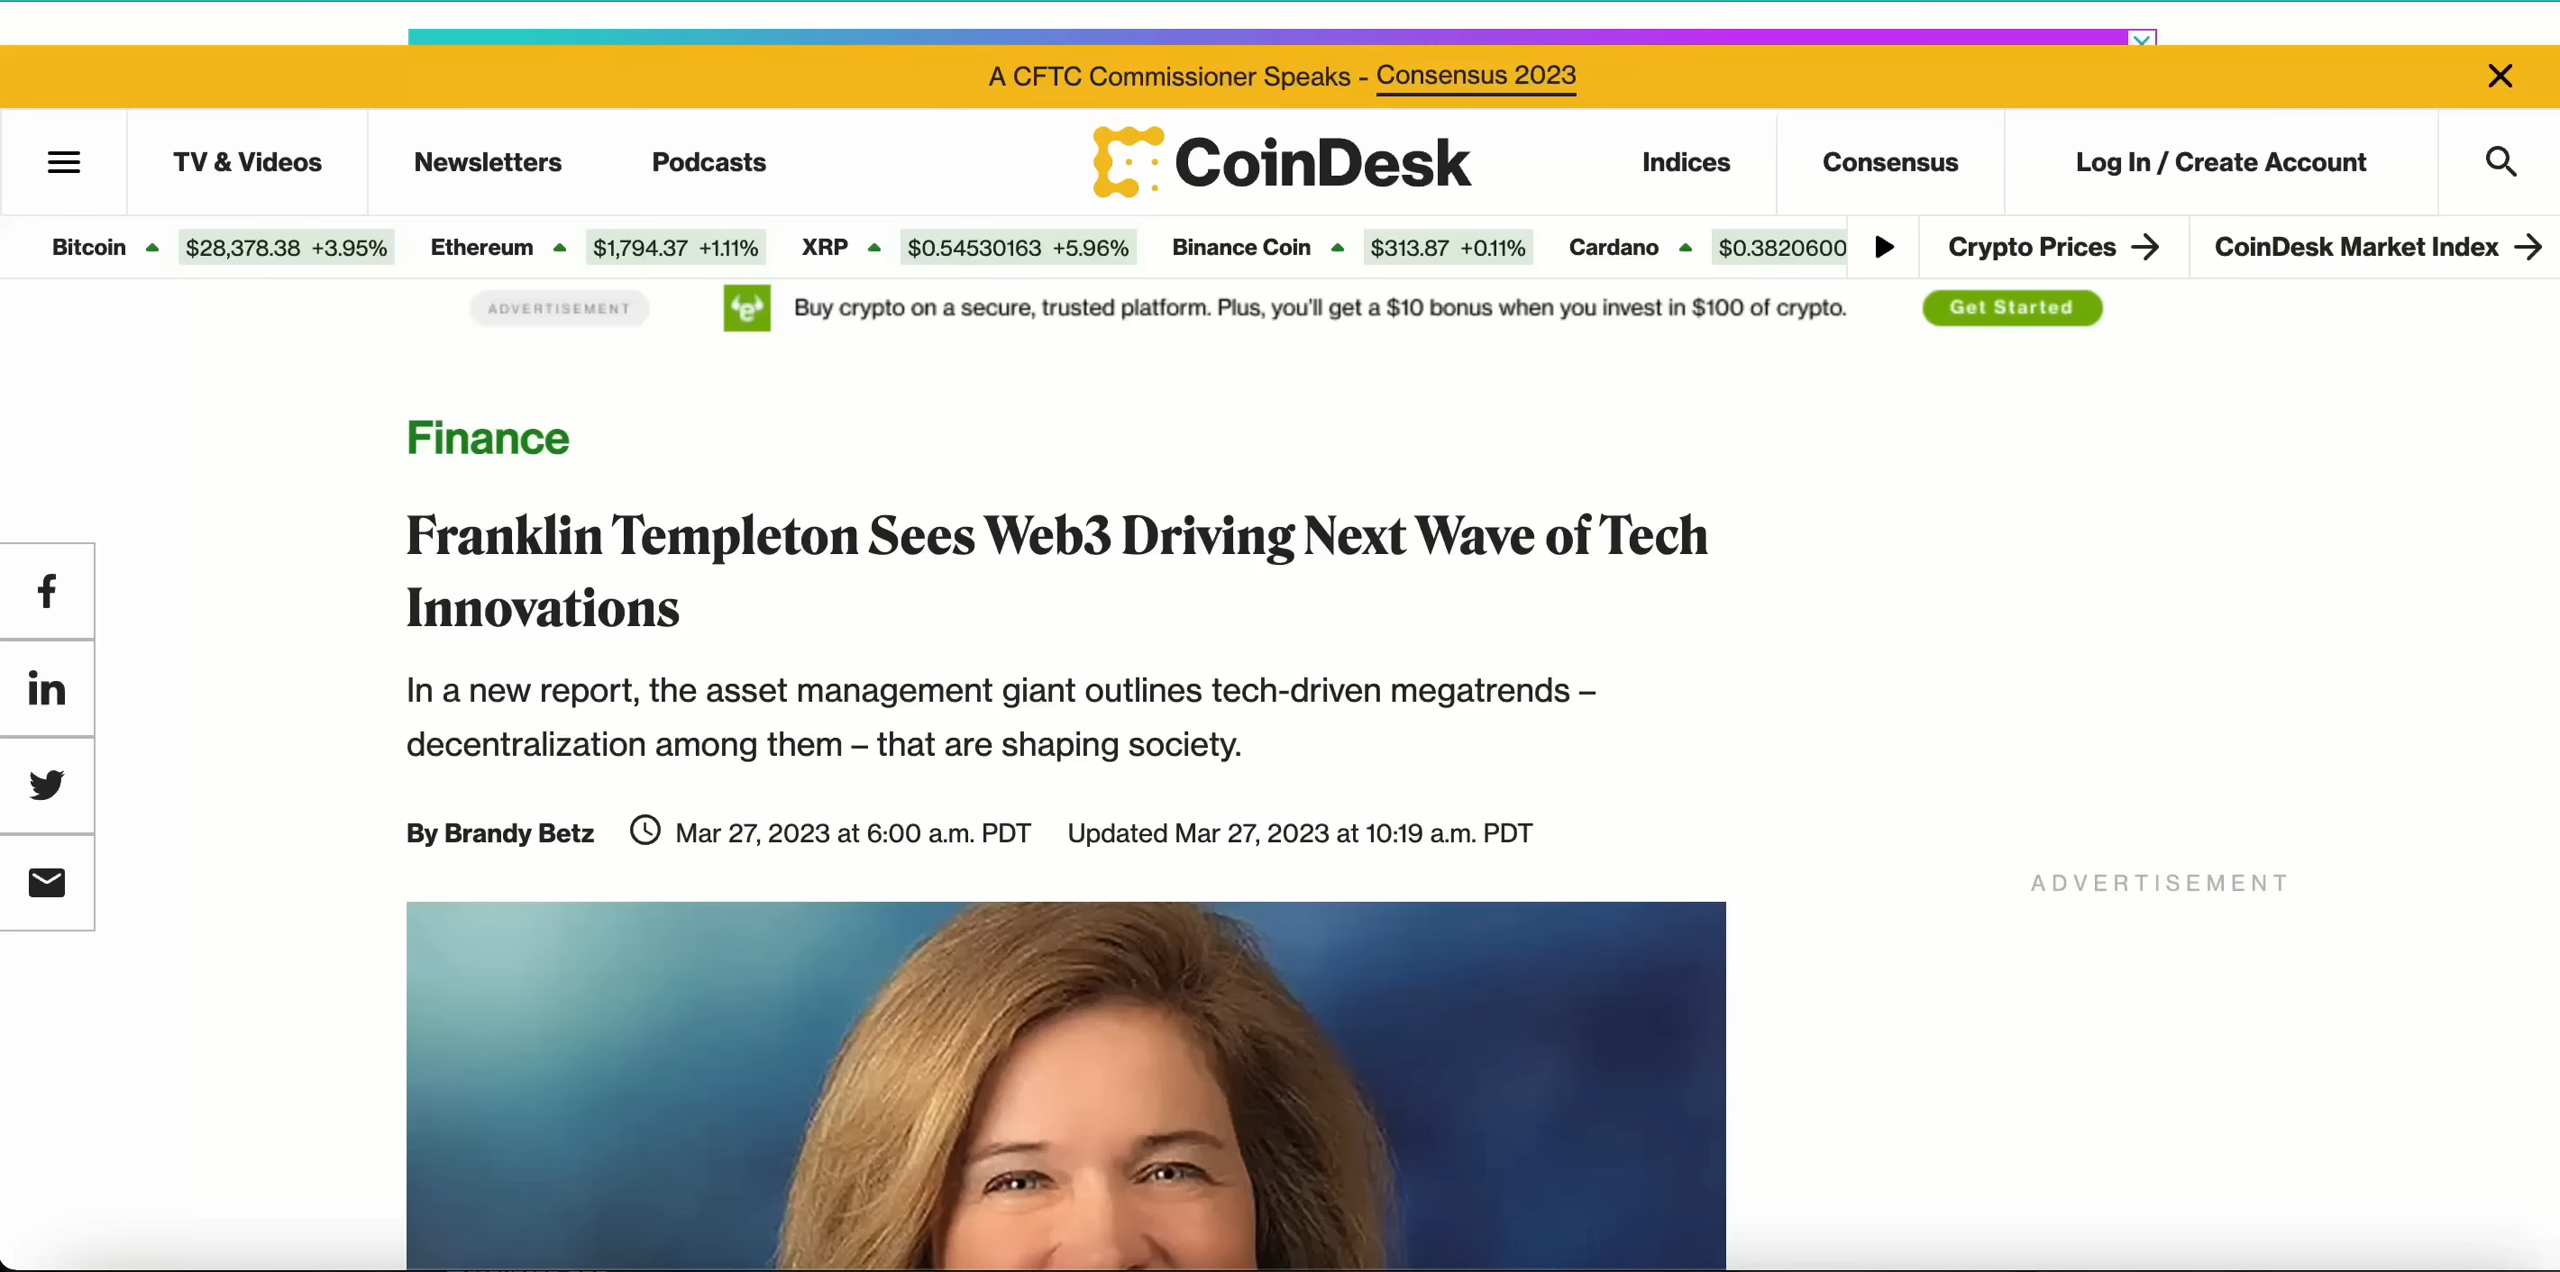 A CFTC Commissioner Speaks - Consensus 2023
TV & Videos
Newsletters
Podcasts
CoinDesk
Indices
Consensus
Log In / Create Account
Bitcoin $28,378.38 +3.95% Ethereum $1,794.37 +1.11% XRP $0.54530163 +5.96% Binance Coin $313.87 +0.11% Cardano $0.3820600
Crypto Prices
CoinDesk Market Index
ADVERTISEMENT
Buy crypto on a secure, trusted platform. Plus, you'll get a $10 bonus when you invest in $100 of crypto.
Get Started
Finance
Franklin Templeton Sees Web3 Driving Next Wave of Tech
Innovations
In a new report, the asset management giant outlines tech-driven megatrends –
decentralization among them – that are shaping society.
By Brandy Betz Mar 27, 2023 at 6:00 a.m. PDT Updated Mar 27, 2023 at 10:19 a.m. PDT
ADVERTISEMENT